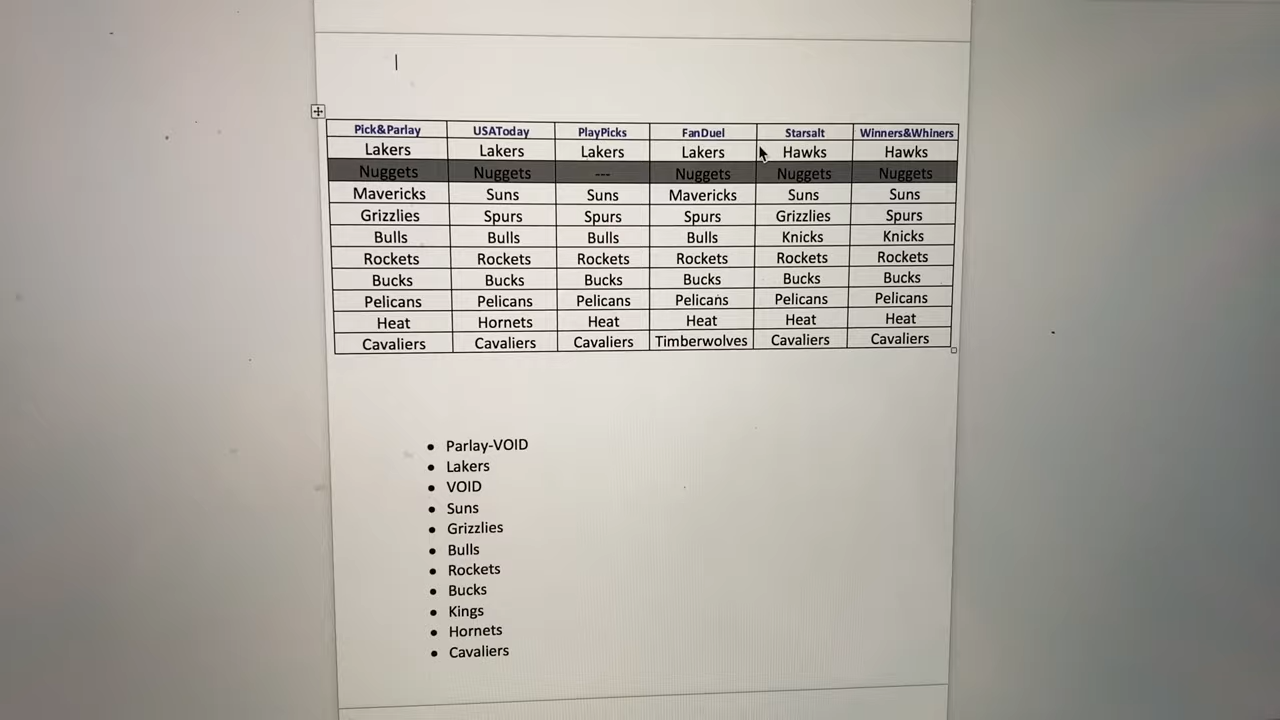 Pick&Parlay USAToday PlayPicks FanDuel Starsalt Winners&Whiners
Lakers Lakers Lakers Lakers Hawks Hawks
Nuggets Nuggets --- Nuggets Nuggets Nuggets
Mavericks Suns Suns Mavericks Suns Suns
Grizzlies Spurs Spurs Spurs Grizzlies Spurs
Bulls Bulls Bulls Bulls Knicks Knicks
Rockets Rockets Rockets Rockets Rockets Rockets
Bucks Bucks Bucks Bucks Bucks Bucks
Pelicans Pelicans Pelicans Pelicans Pelicans Pelicans
Heat Hornets Heat Heat Heat Heat
Cavaliers Cavaliers Cavaliers Timberwolves Cavaliers Cavaliers
• Parlay-VOID
• Lakers
• VOID
• Suns
• Grizzlies
• Bulls
• Rockets
• Bucks
• Kings
• Hornets
• Cavaliers